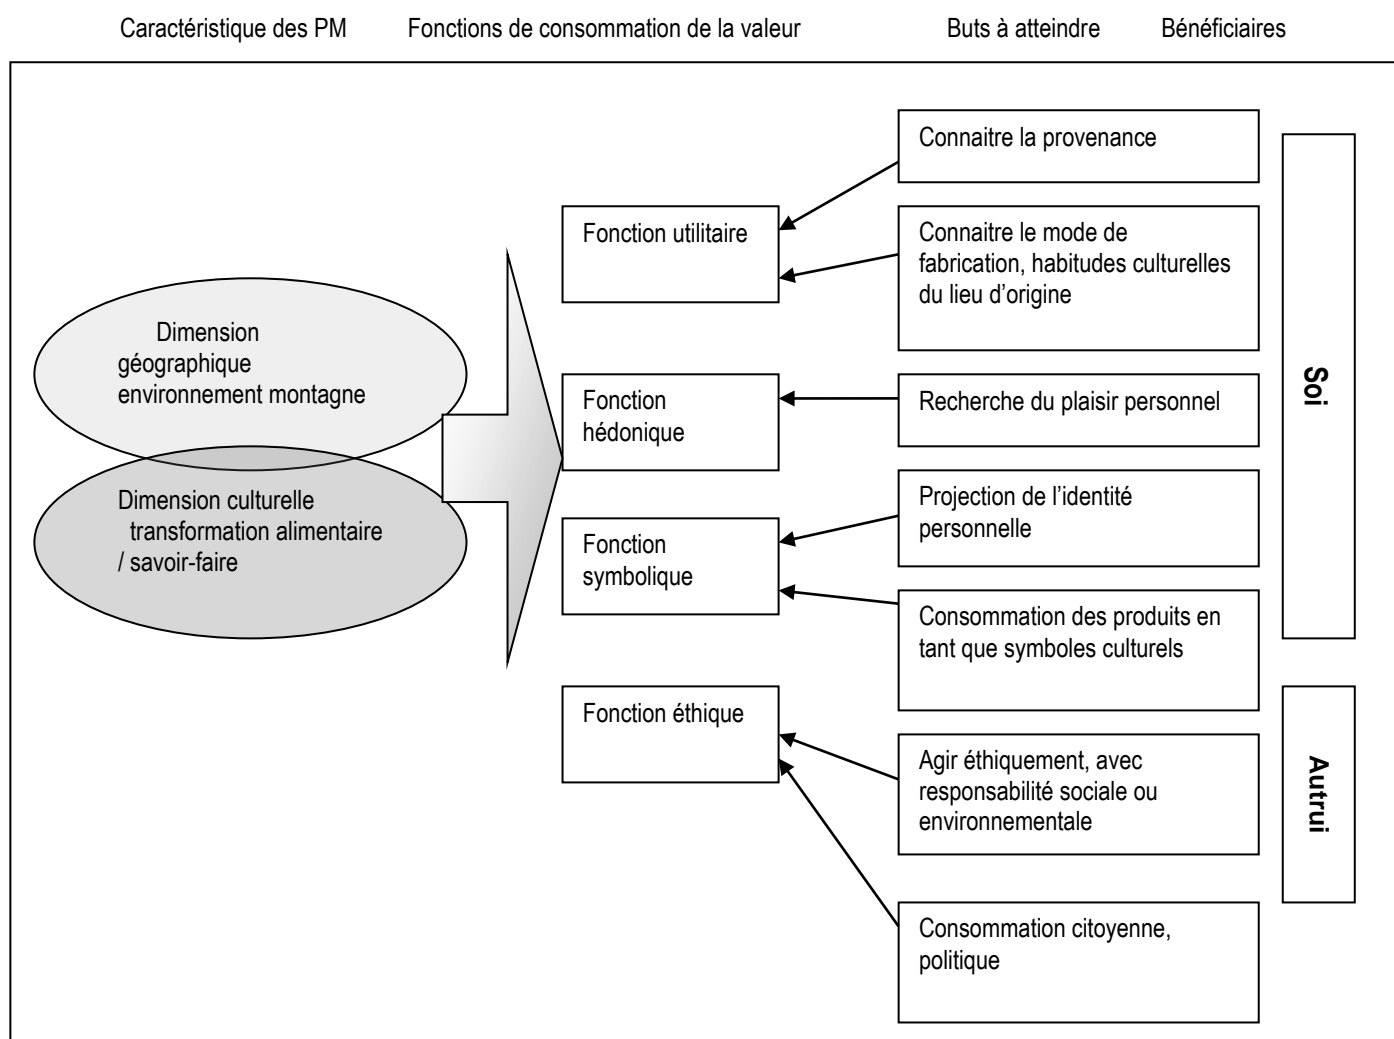 Caractéristique des PM
Fonctions de consommation de la valeur
Buts à atteindre
Bénéficiaires
Dimension
géographique
environnement montagne
Dimension culturelle
transformation alimentaire
/ savoir-faire
Fonction utilitaire
Fonction
hédonique
Fonction
symbolique
Fonction éthique
Connaitre la provenance
Connaitre le mode de
fabrication, habitudes culturelles
du lieu d’origine
Recherche du plaisir personnel
Projection de l’identité
personnelle
Consommation des produits en
tant que symboles culturels
Agir éthiquement, avec
responsabilité sociale ou
environnementale
Consommation citoyenne,
politique
Soi
Autrui